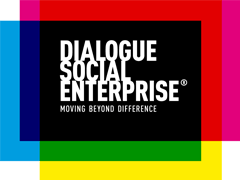 DIALOGUE
SOCIAL
ENTERPRISE®
MOVING BEYOND DIFFERENCE